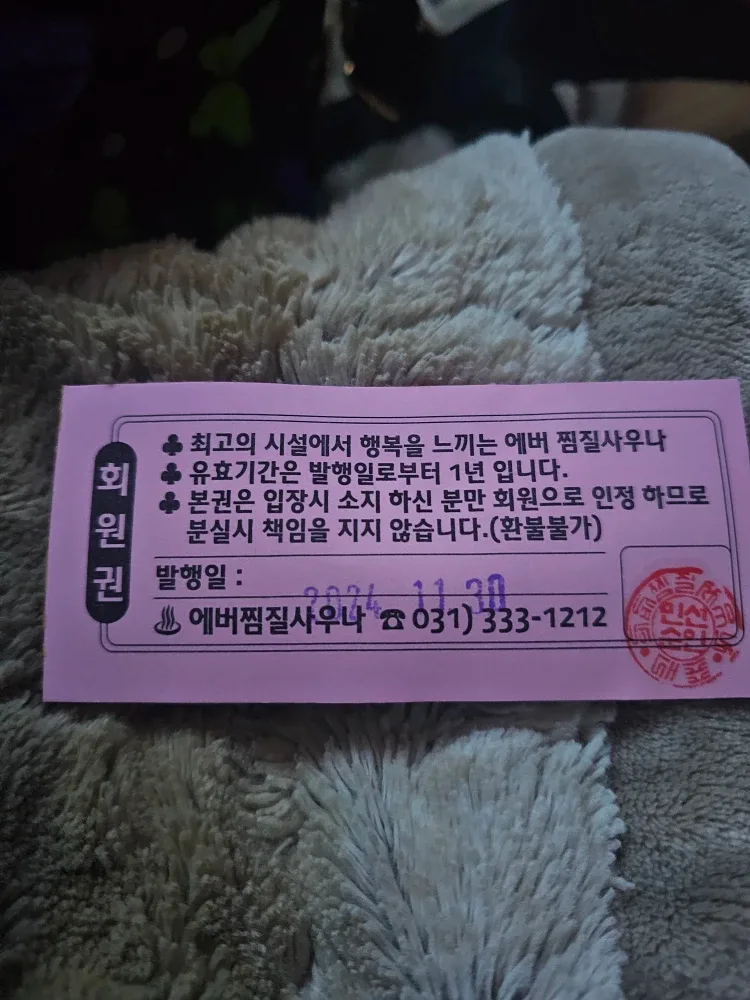 회원권
♣ 최고의 시설에서 행복을 느끼는 에버 찜질사우나
♣ 유효기간은 발행일로부터 1년 입니다.
♣ 본권은 입장시 소지 하신 분만 회원으로 인정 하므로
분실시 책임을 지지 않습니다.(환불불가)
발행일 :
2024 11.30
♨ 에버찜질사우나 ☎ 031) 333-1212